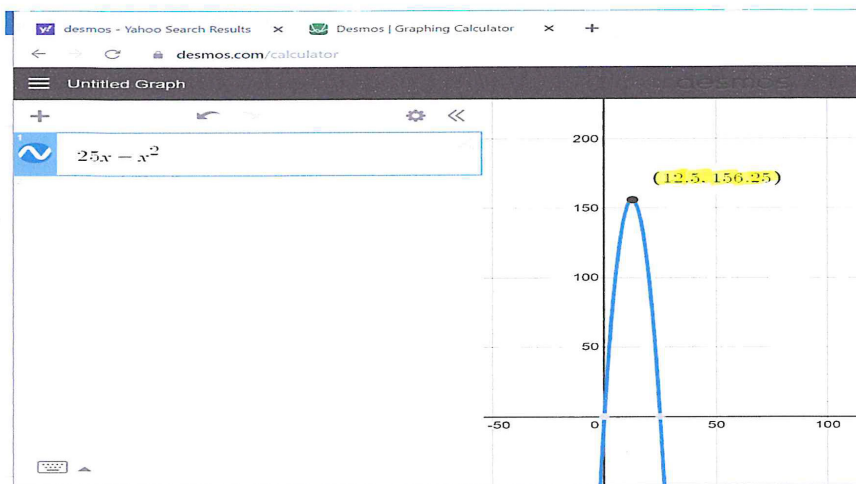 y! desmos - Yahoo Search Results × Desmos | Graphing Calculator × +
desmos.com/calculator
Untitled Graph
desmos
1
25x − x²
(12.5, 156.25)
200
150
100
50
-50 0 50 100